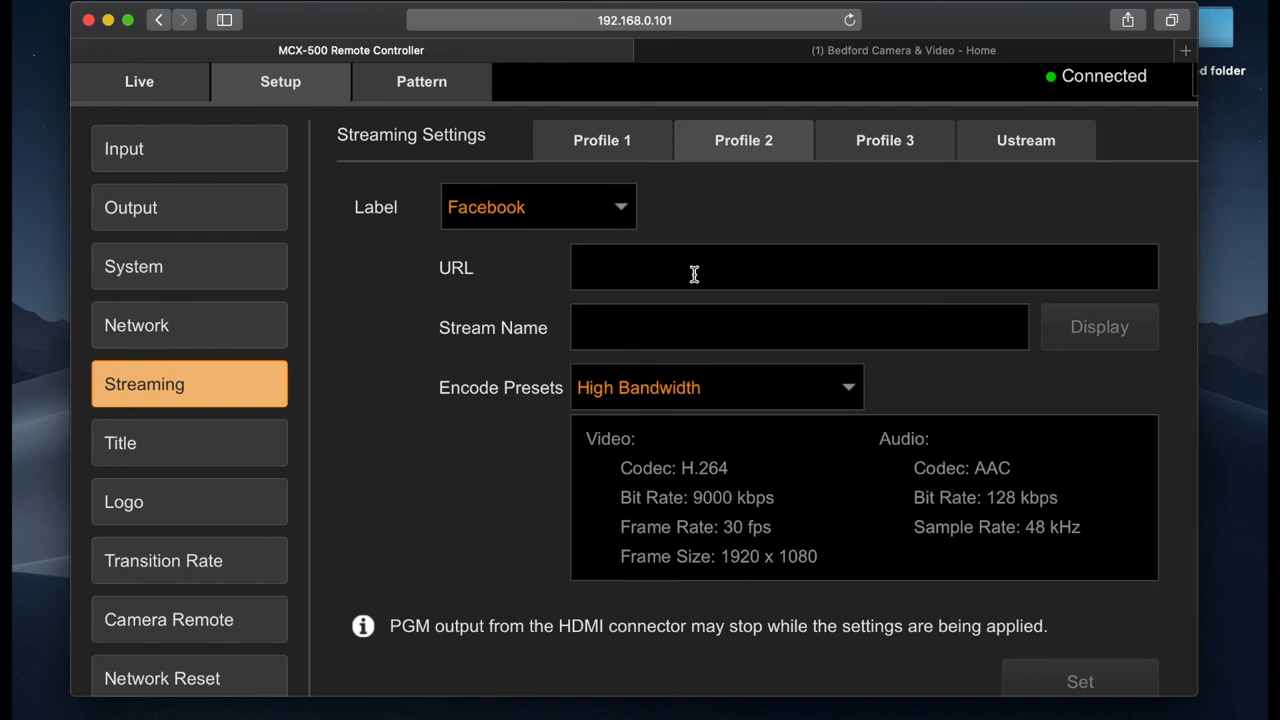 192.168.0.101
MCX-500 Remote Controller
(1) Bedford Camera & Video - Home
d folder
Live
Setup
Pattern
Connected
Input
Output
System
Network
Streaming
Title
Logo
Transition Rate
Camera Remote
Network Reset
Streaming Settings
Profile 1
Profile 2
Profile 3
Ustream
Label
Facebook
URL
Stream Name
Display
Encode Presets
High Bandwidth
Video:
Codec: H.264
Bit Rate: 9000 kbps
Frame Rate: 30 fps
Frame Size: 1920 x 1080
Audio:
Codec: AAC
Bit Rate: 128 kbps
Sample Rate: 48 kHz
PGM output from the HDMI connector may stop while the settings are being applied.
Set